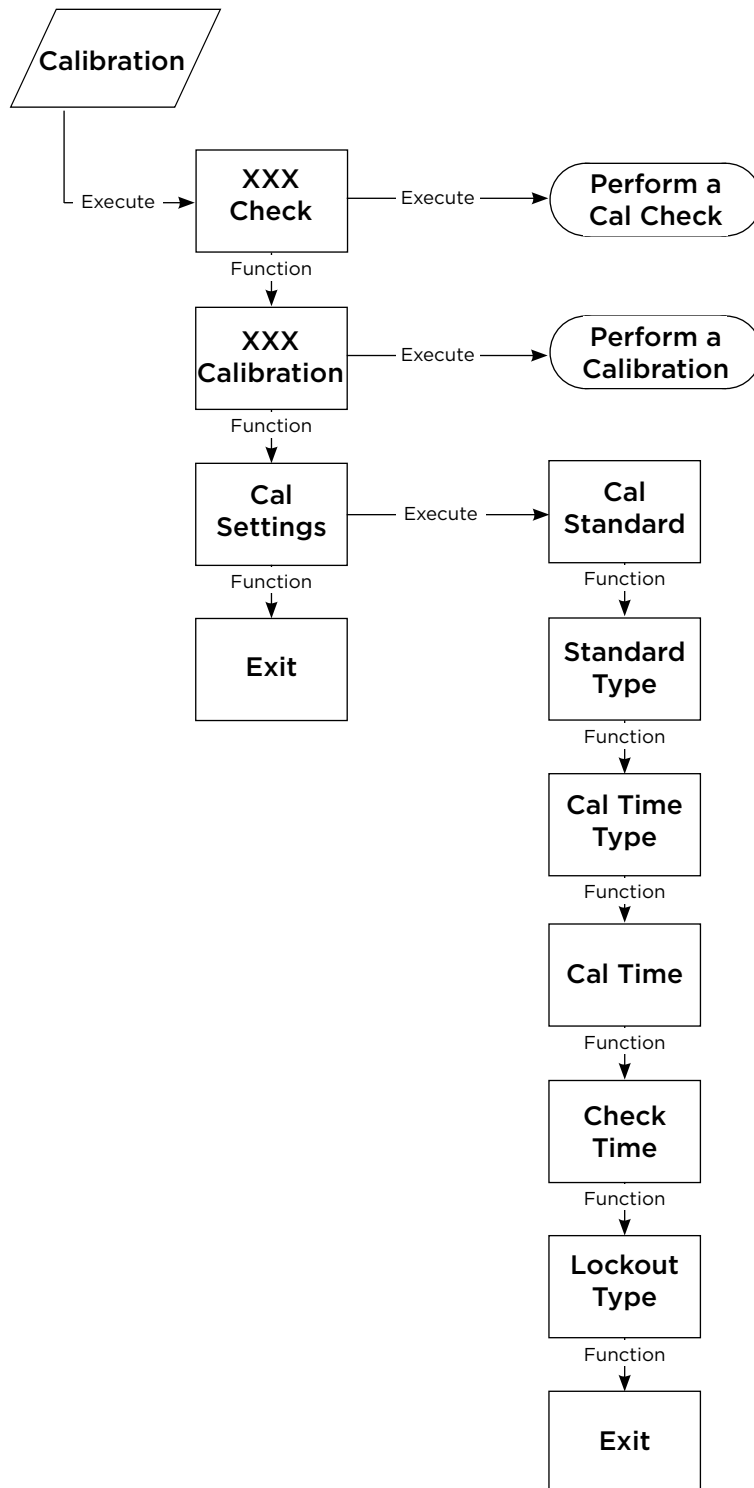 Calibration
Execute
XXX
Check
Execute
Perform a
Cal Check
Function
XXX
Calibration
Execute
Perform a
Calibration
Function
Cal
Settings
Execute
Cal
Standard
Function
Exit
Function
Standard
Type
Function
Cal Time
Type
Function
Cal Time
Function
Check
Time
Function
Lockout
Type
Function
Exit